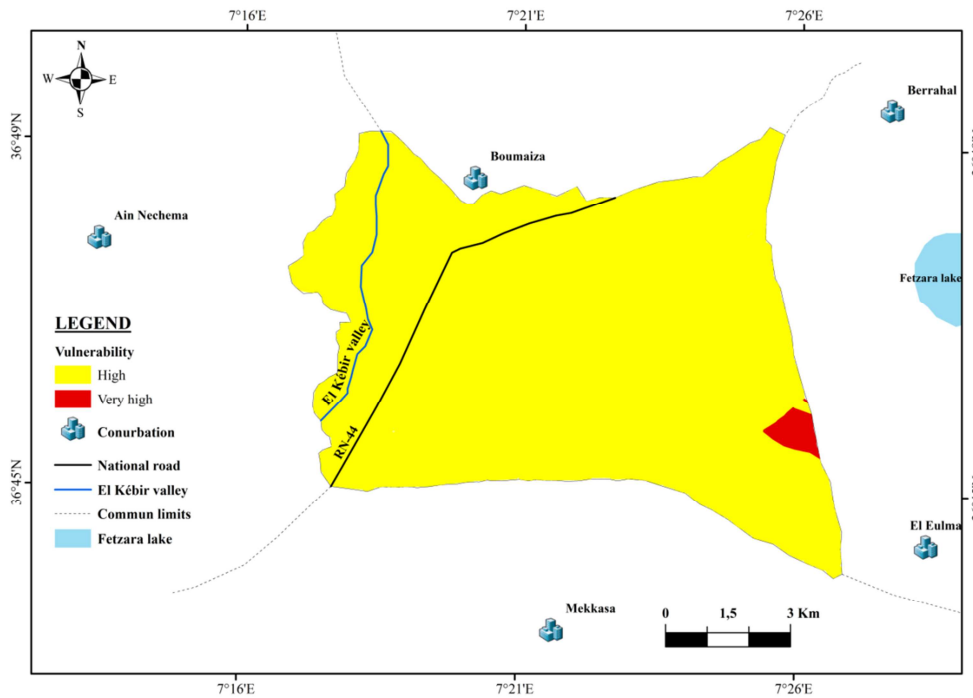 7°16'E
7°21'E
7°26'E
N
W
E
S
36°49'N
Berrahal
Boumaiza
Ain Nechema
Fetzara lake
LEGEND
Vulnerability
High
Very high
Conurbation
National road
El Kébir valley
Commun limits
Fetzara lake
El Kébir valley
RN-44
36°45'N
El Eulma
Mekkasa
0
1,5
3 Km
7°16'E
7°21'E
7°26'E